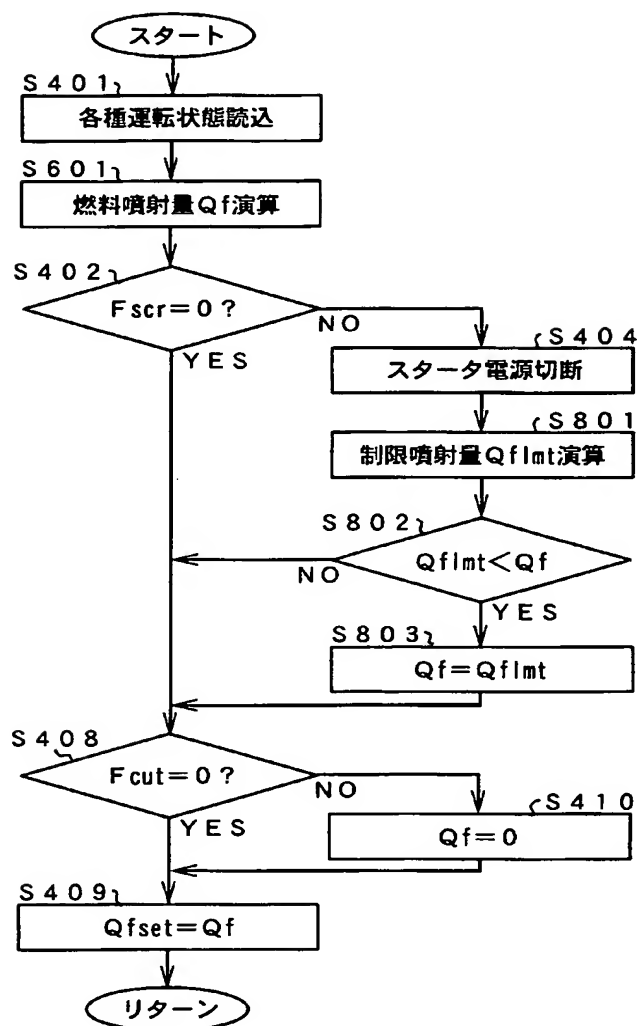 スタート
S401
各種運転状態読込
S601
燃料噴射量Qf演算
S402
Fscr=0?
NO
YES
S404
スタータ電源切断
S801
制限噴射量Qflmt演算
S802
Qflmt<Qf
NO
YES
S803
Qf=Qflmt
S408
Fcut=0?
NO
YES
S410
Qf=0
S409
Qfset=Qf
リターン